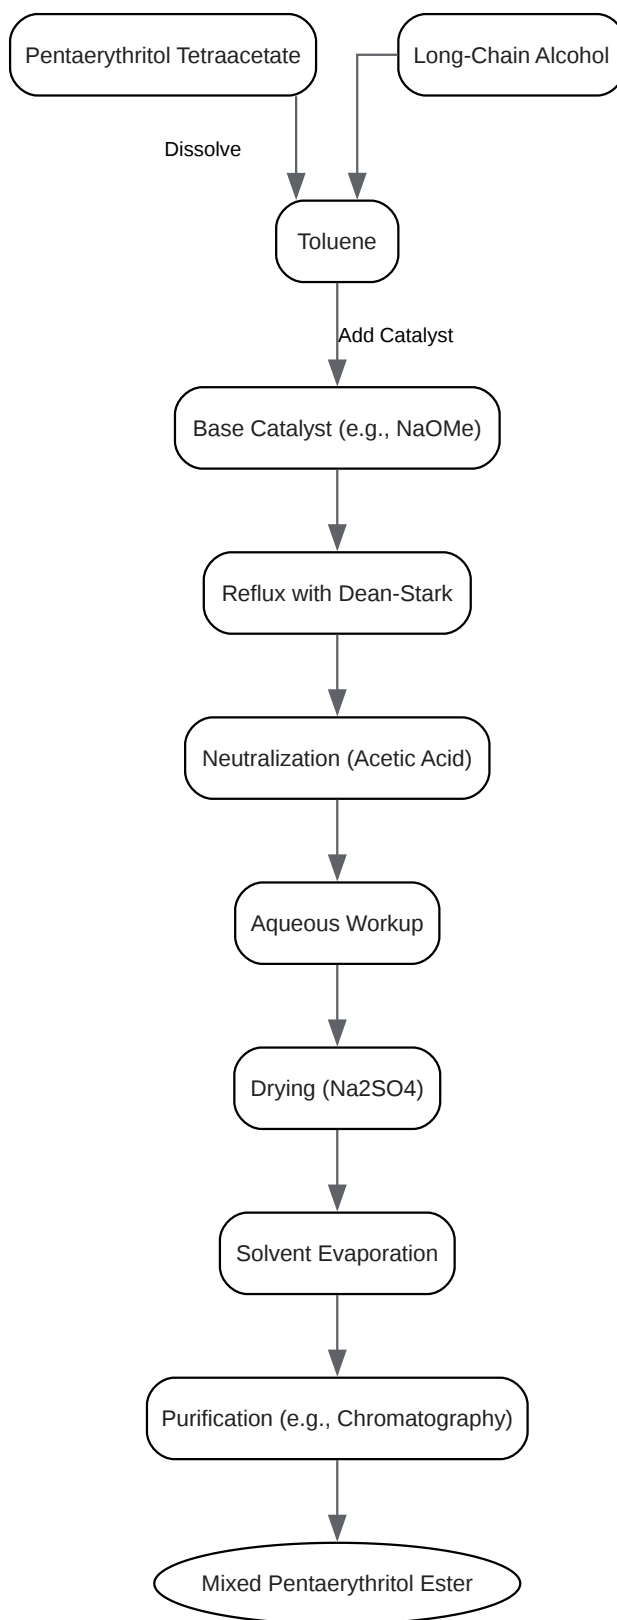 Pentaerythritol Tetraacetate
Long-Chain Alcohol
Dissolve
Toluene
Add Catalyst
Base Catalyst (e.g., NaOMe)
Reflux with Dean-Stark
Neutralization (Acetic Acid)
Aqueous Workup
Drying (Na2SO4)
Solvent Evaporation
Purification (e.g., Chromatography)
Mixed Pentaerythritol Ester